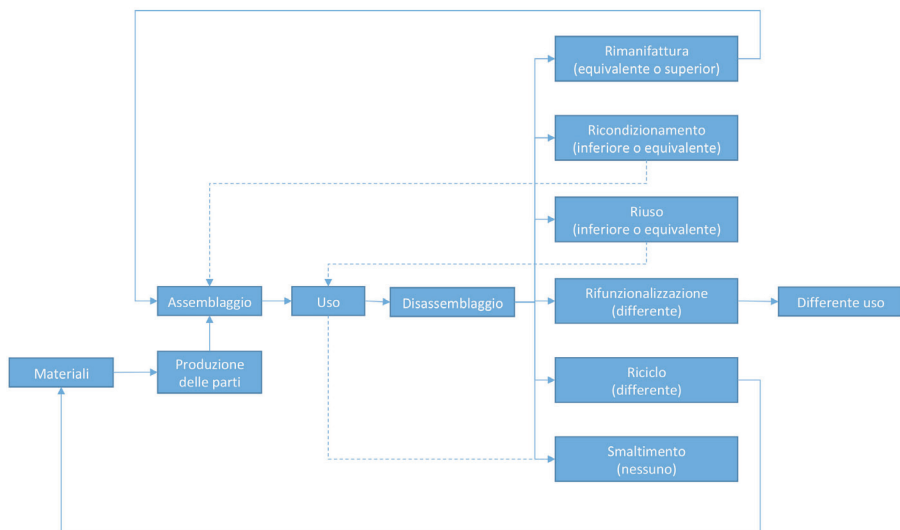 Rimanifattura
(equivalente o superior)
Ricondizionamento
(inferiore o equivalente)
Riuso
(inferiore o equivalente)
Assemblaggio
Uso
Disassemblaggio
Rifunzionalizzazione
(differente)
Differente uso
Materiali
Produzione
delle parti
Riciclo
(differente)
Smaltimento
(nessuno)